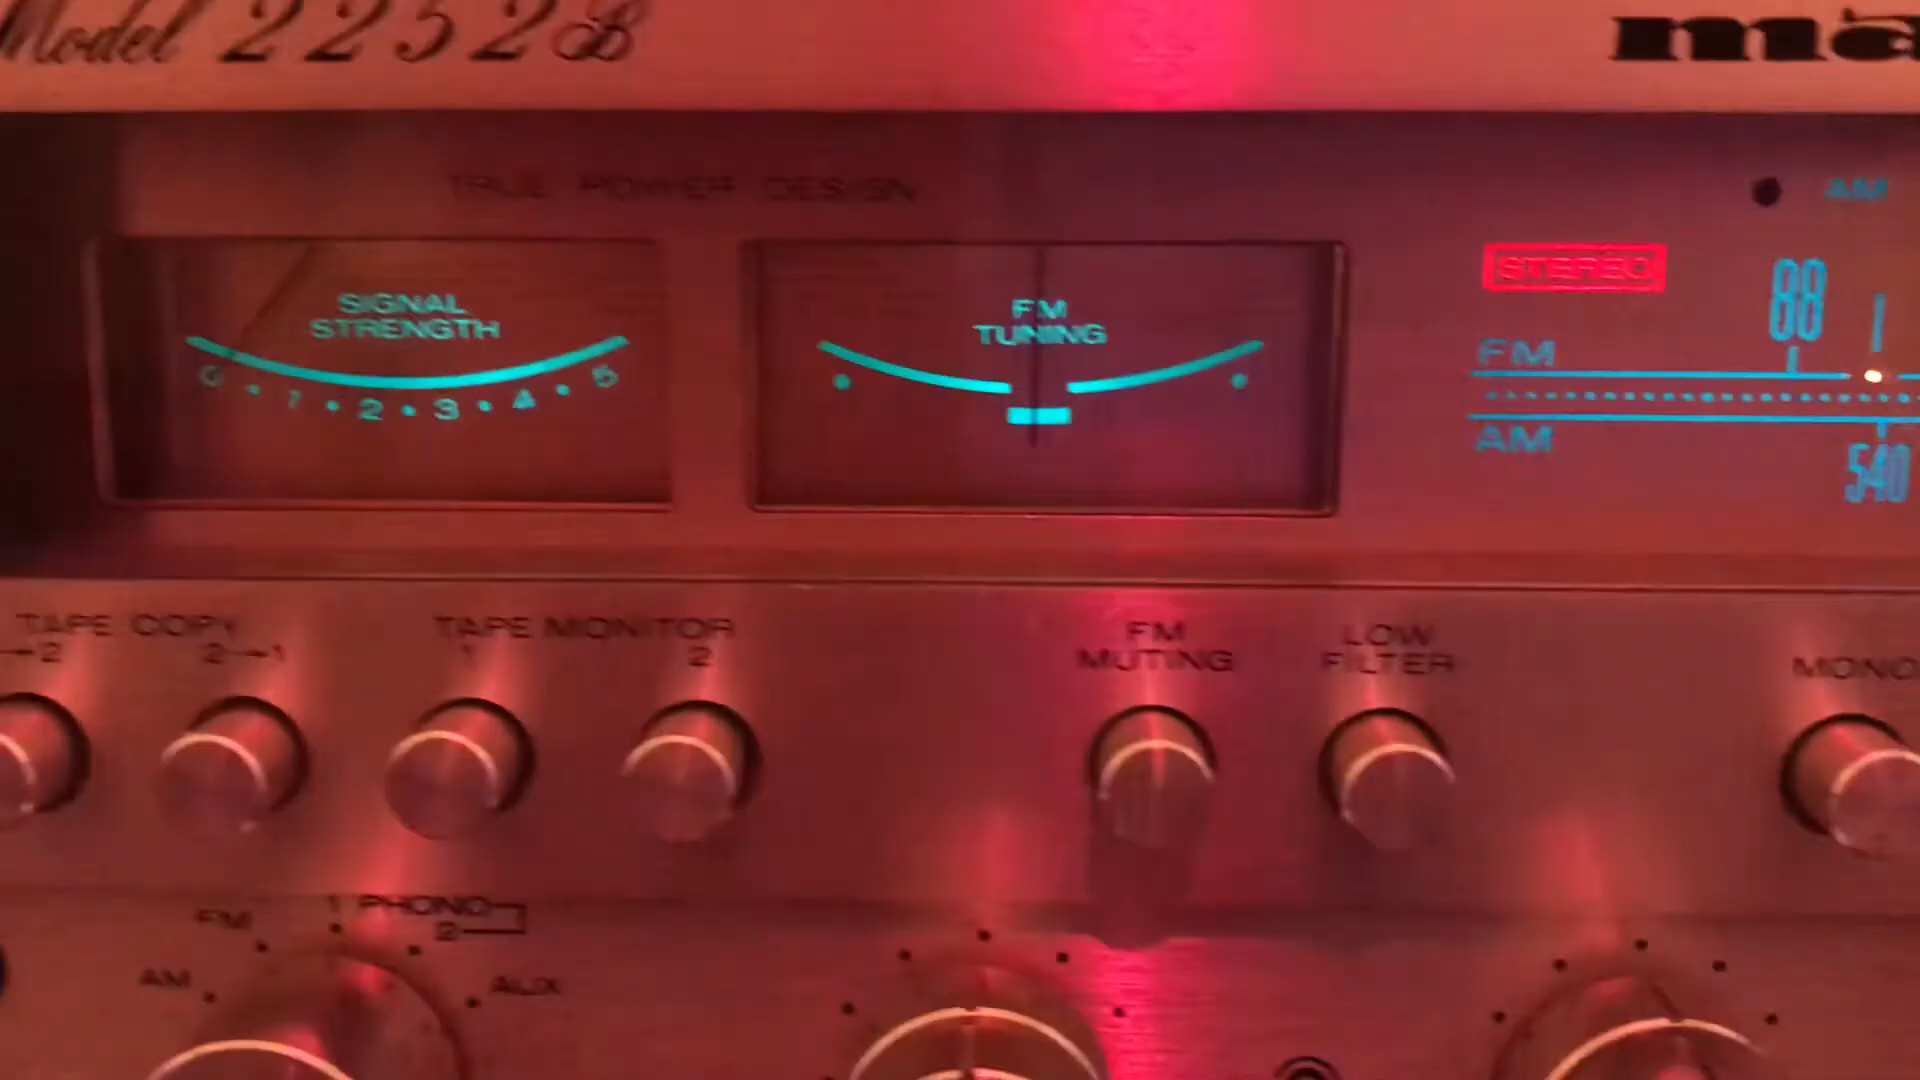 Model 2252B
ma
TRUE POWER DESIGN
AM
STEREO
SIGNAL
STRENGTH
0 · 1 · 2 · 3 · 4 · 5
FM
TUNING
88
FM
AM
540
TAPE COPY
→2 2→1
TAPE MONITOR
1 2
FM
MUTING
LOW
FILTER
MONO
FM
1 PHONO
2
AM
AUX